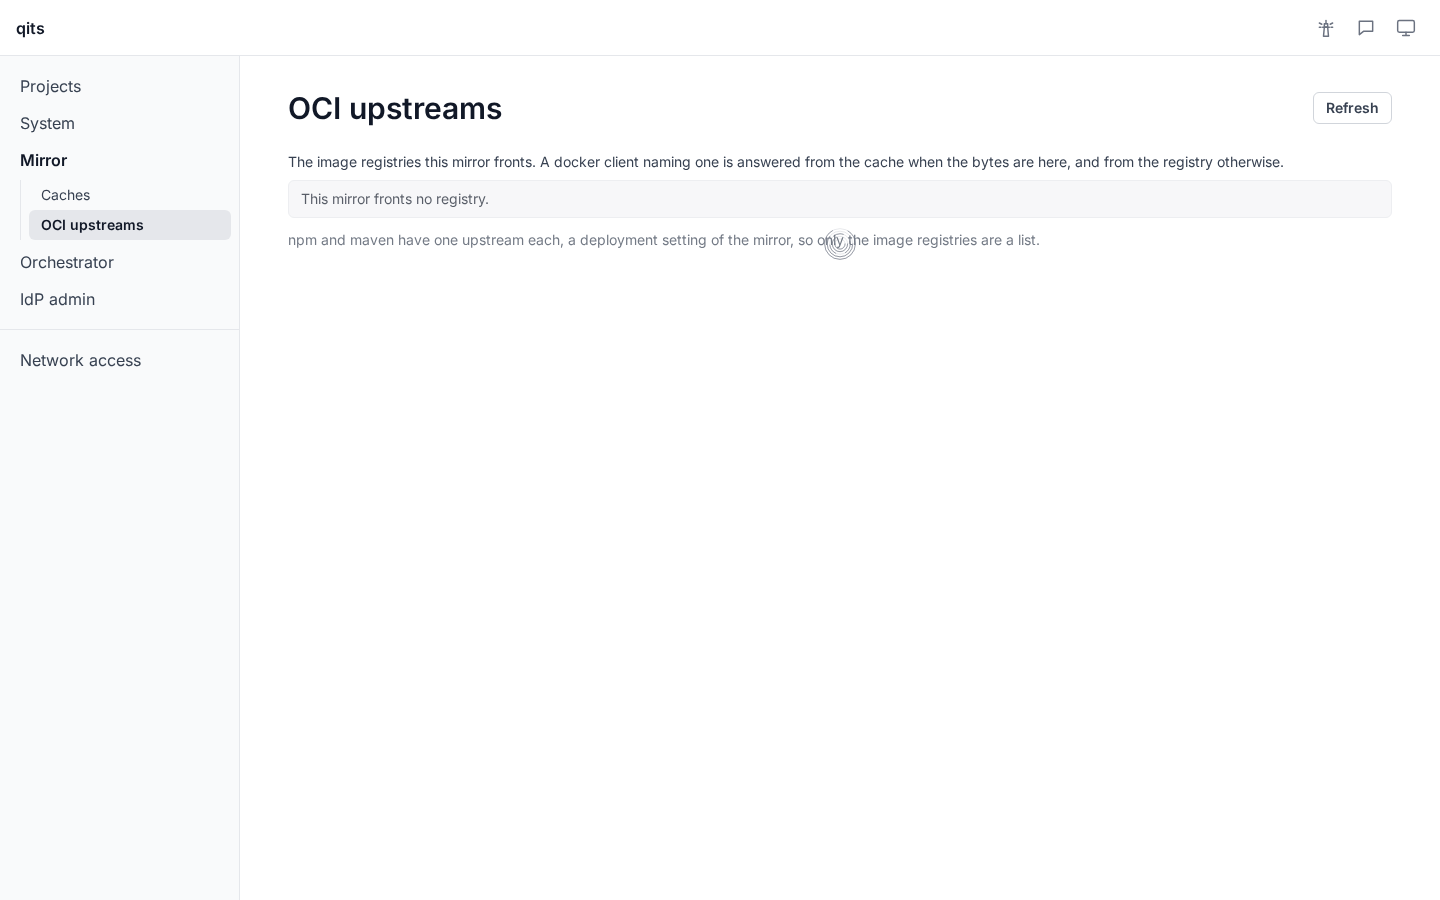 qits
Projects
System
Mirror
Caches
OCI upstreams
Orchestrator
IdP admin
Network access
OCI upstreams
Refresh
The image registries this mirror fronts. A docker client naming one is answered from the cache when the bytes are here, and from the registry otherwise.
This mirror fronts no registry.
npm and maven have one upstream each, a deployment setting of the mirror, so only the image registries are a list.